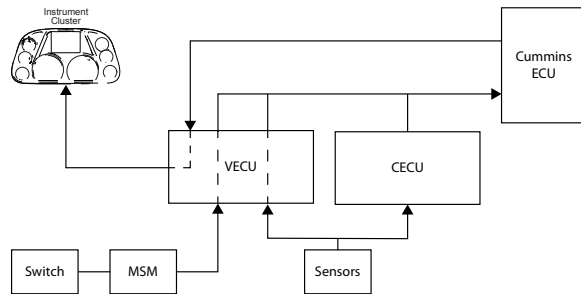 Instrument
Cluster
Cummins
ECU
VECU
CECU
Switch
MSM
Sensors